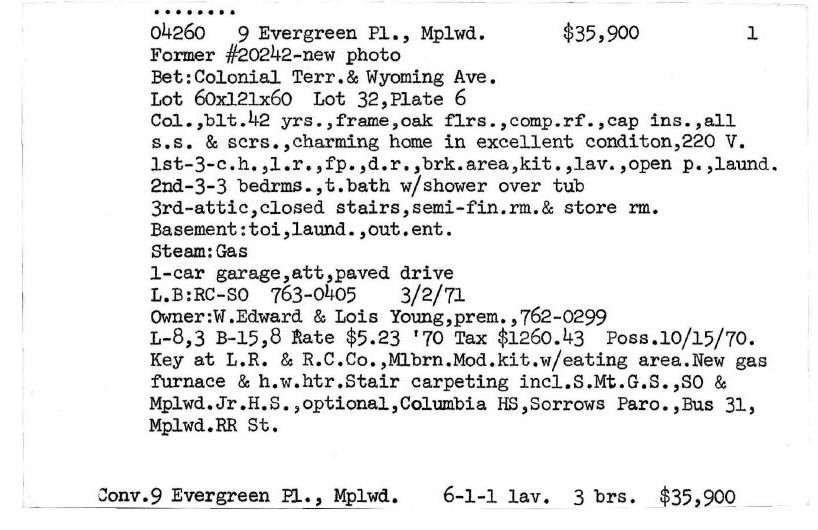 ........
04260 9 Evergreen Pl., Mplwd. $35,900 1
Former #20242-new photo
Bet:Colonial Terr.& Wyoming Ave.
Lot 60x121x60 Lot 32,Plate 6
Col.,blt.42 yrs.,frame,oak flrs.,comp.rf.,cap ins.,all
s.s. & scrs.,charming home in excellent conditon,220 V.
1st-3-c.h.,l.r.,fp.,d.r.,brk.area,kit.,lav.,open p.,laund.
2nd-3-3 bedrms.,t.bath w/shower over tub
3rd-attic,closed stairs,semi-fin.rm.& store rm.
Basement:toi,laund.,out.ent.
Steam:Gas
1-car garage,att,paved drive
L.B:RC-SO 763-0405 3/2/71
Owner:W.Edward & Lois Young,prem.,762-0299
L-8,3 B-15,8 Rate $5.23 '70 Tax $1260.43 Poss.10/15/70.
Key at L.R. & R.C.Co.,Mlbrn.Mod.kit.w/eating area.New gas
furnace & h.w.htr.Stair carpeting incl.S.Mt.G.S.,SO &
Mplwd.Jr.H.S.,optional,Columbia HS,Sorrows Paro.,Bus 31,
Mplwd.RR St.
Conv.9 Evergreen Pl., Mplwd. 6-1-1 lav. 3 brs. $35,900